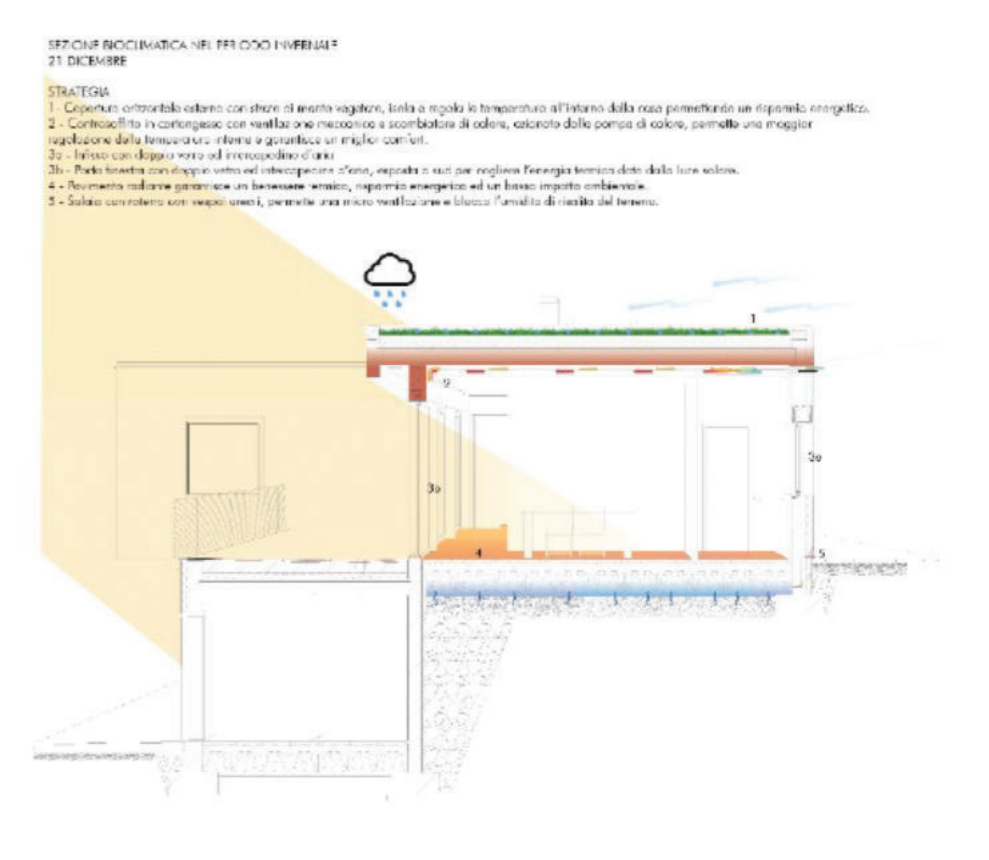 SEZIONE BIOCLIMATICA NEL PERIODO INVERNALE
21 DICEMBRE
STRATEGIA
1 - Copertura orizzontale esterna con strato di manto vegetare, isola e regola la temperatura all'interno della casa permettendo un risparmio energetico.
2 - Controsoffitto in cartongesso con ventilazione meccanica e scambiatore di calore, azionato dalla pompa di calore, permette una maggior
regolazione della temperatura interna e garantisce un miglior comfort.
3a - Infisso con doppio vetro ed intercapedine d'aria
3b - Porta finestra con doppio vetro ed intercapedine d'aria, esposta a sud per cogliere l'energia termica data dalla luce solare.
4 - Pavimento radiante garantisce un benessere termico, risparmio energetico ed un basso impatto ambientale.
5 - Solaio controterra con vespai areati, permette una micro ventilazione e blocca l'umidità di risalita del terreno.
1
2
3a
3b
4
5